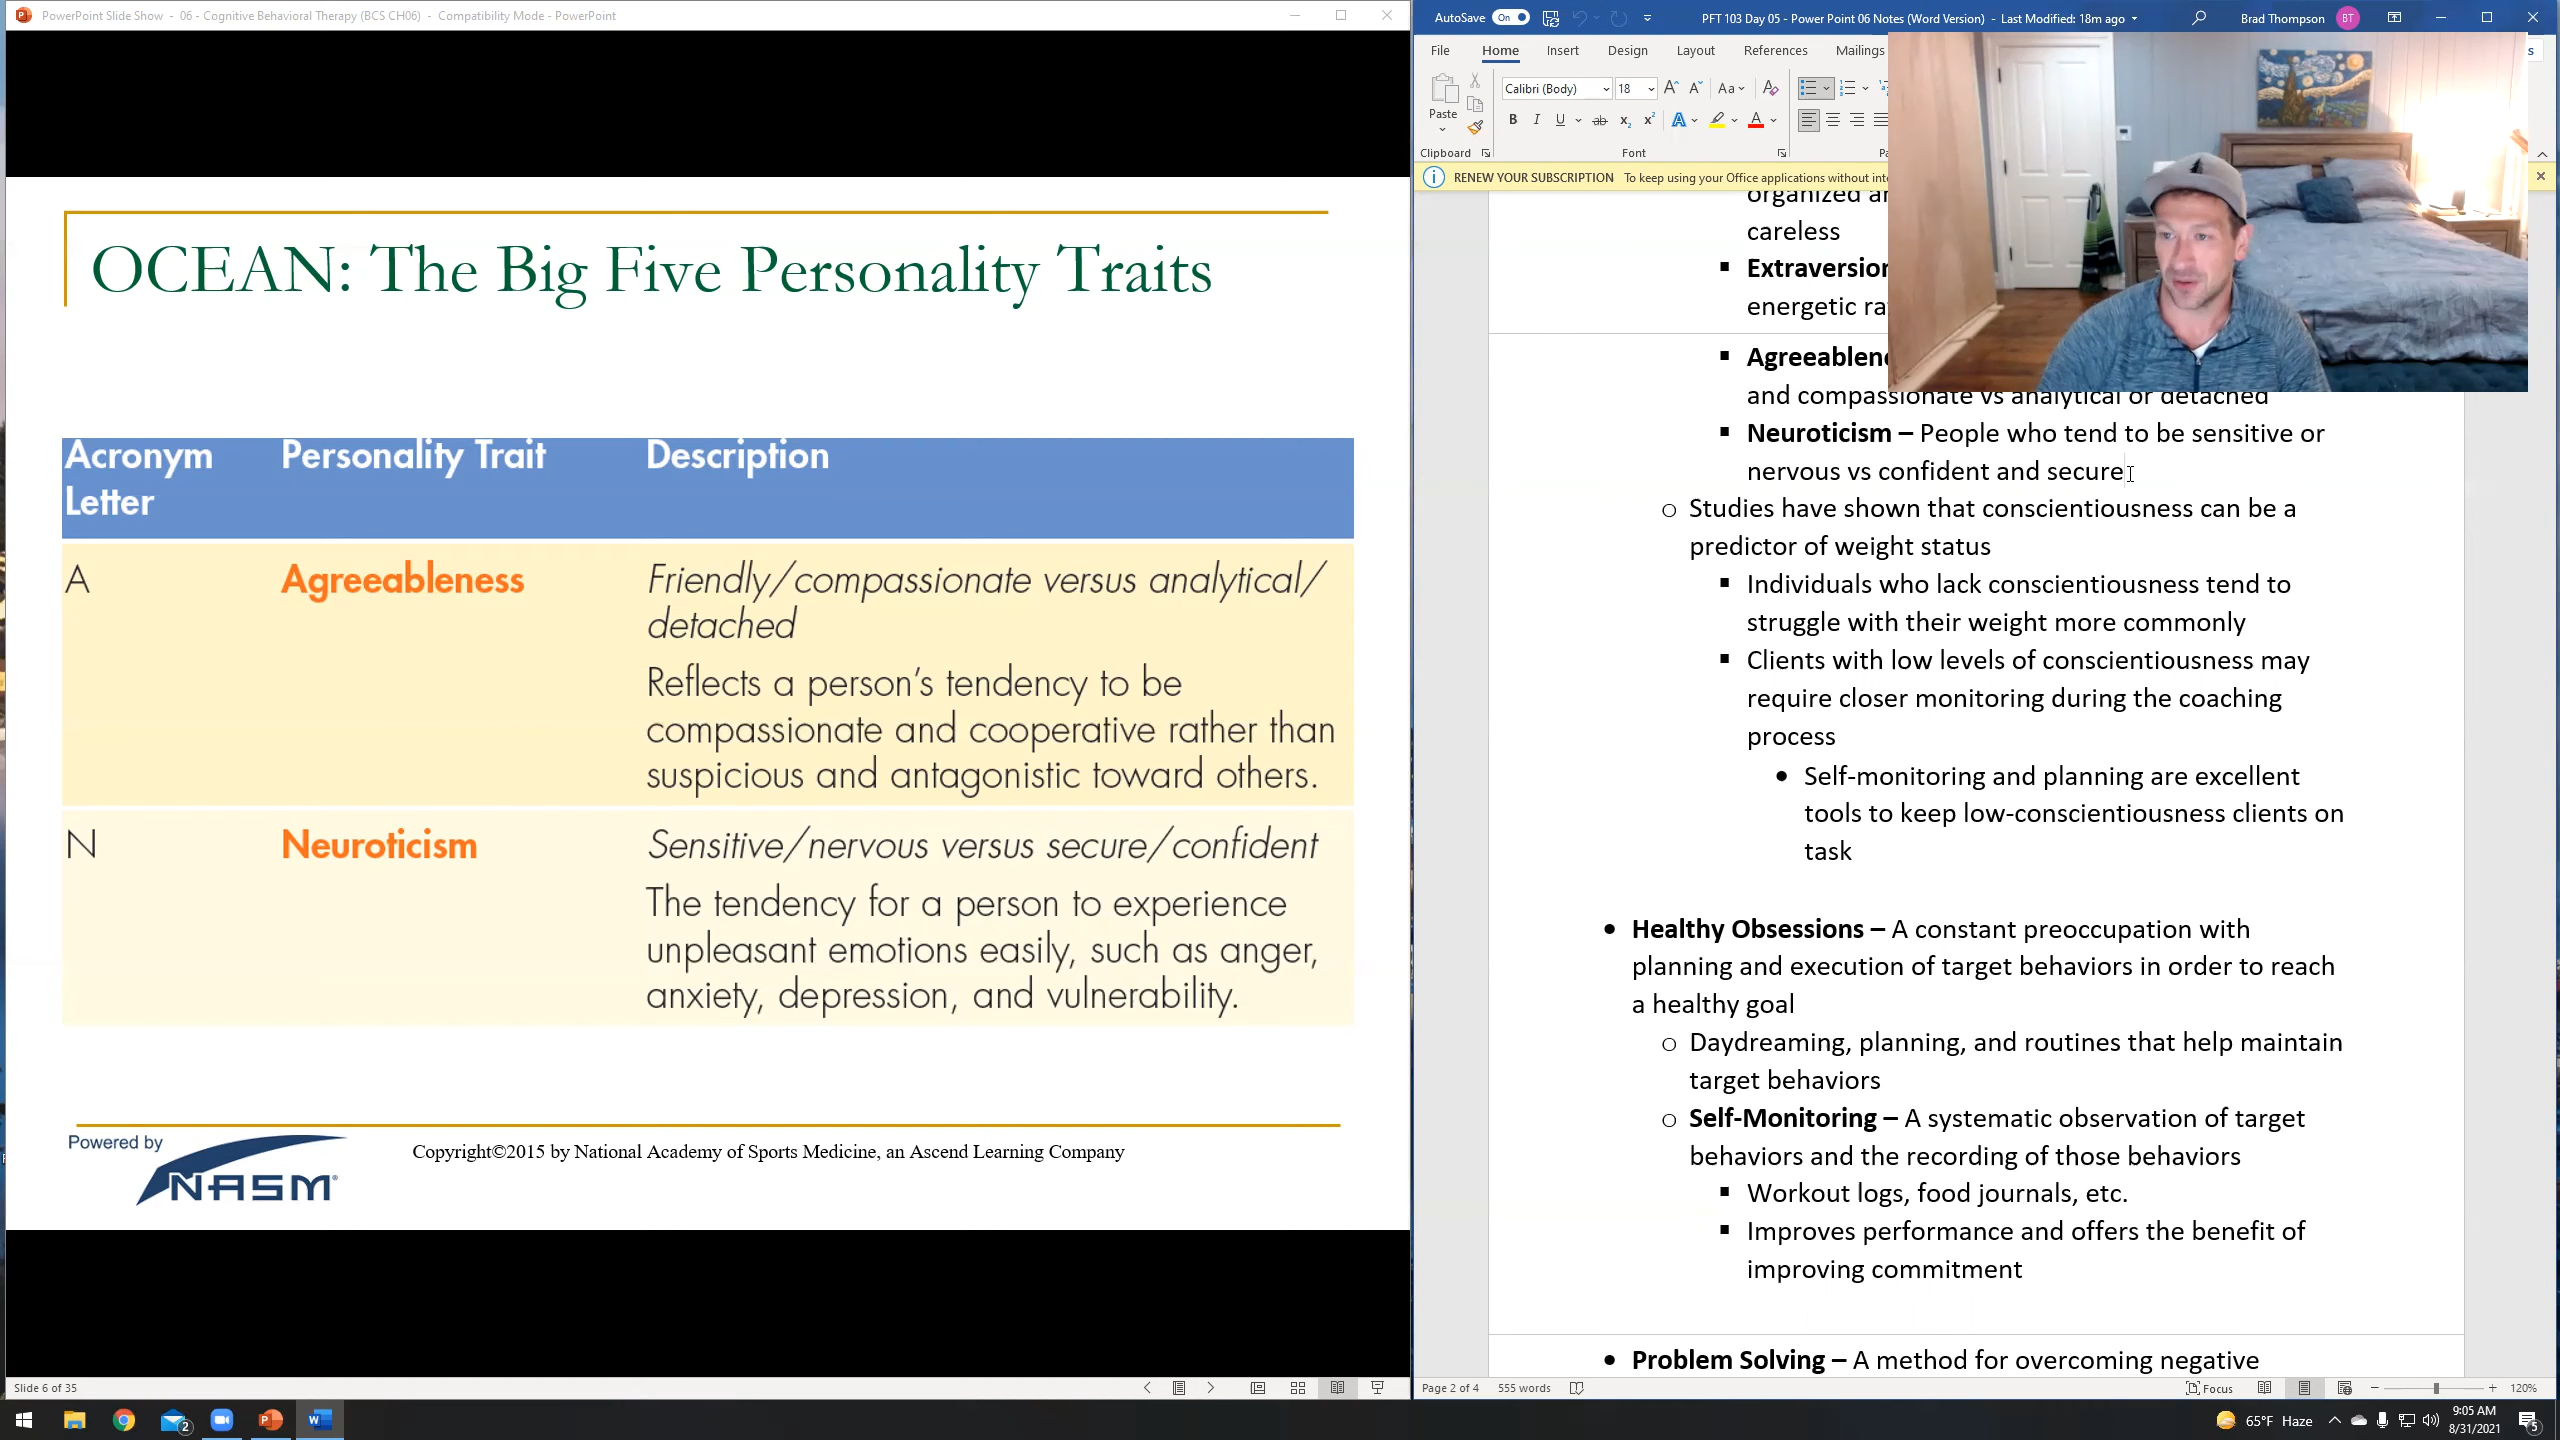 PowerPoint Slide Show - 06 - Cognitive Behavioral Therapy (BCS CH06) - Compatibility Mode - PowerPoint
OCEAN: The Big Five Personality Traits
Acronym Letter
Personality Trait
Description
A
Agreeableness
Friendly/compassionate versus analytical/
detached
Reflects a person's tendency to be
compassionate and cooperative rather than
suspicious and antagonistic toward others.
N
Neuroticism
Sensitive/nervous versus secure/confident
The tendency for a person to experience
unpleasant emotions easily, such as anger,
anxiety, depression, and vulnerability.
Powered by
NASM
Copyright©2015 by National Academy of Sports Medicine, an Ascend Learning Company
Slide 6 of 35
AutoSave On
PFT 103 Day 05 - Power Point 06 Notes (Word Version) - Last Modified: 18m ago
Brad Thompson BT
File Home Insert Design Layout References Mailings
Paste
Calibri (Body) 18
Clipboard
Font
RENEW YOUR SUBSCRIPTION To keep using your Office applications without
organized
careless
Extraversion
energetic
and compassionate vs analytical or detached
Neuroticism – People who tend to be sensitive or
nervous vs confident and secure
Studies have shown that conscientiousness can be a
predictor of weight status
Individuals who lack conscientiousness tend to
struggle with their weight more commonly
Clients with low levels of conscientiousness may
require closer monitoring during the coaching
process
Self-monitoring and planning are excellent
tools to keep low-conscientiousness clients on
task
Healthy Obsessions – A constant preoccupation with
planning and execution of target behaviors in order to reach
a healthy goal
Daydreaming, planning, and routines that help maintain
target behaviors
Self-Monitoring – A systematic observation of target
behaviors and the recording of those behaviors
Workout logs, food journals, etc.
Improves performance and offers the benefit of
improving commitment
Problem Solving – A method for overcoming negative
Page 2 of 4 555 words
Focus
120%
2
65°F Haze
9:05 AM
8/31/2021
5